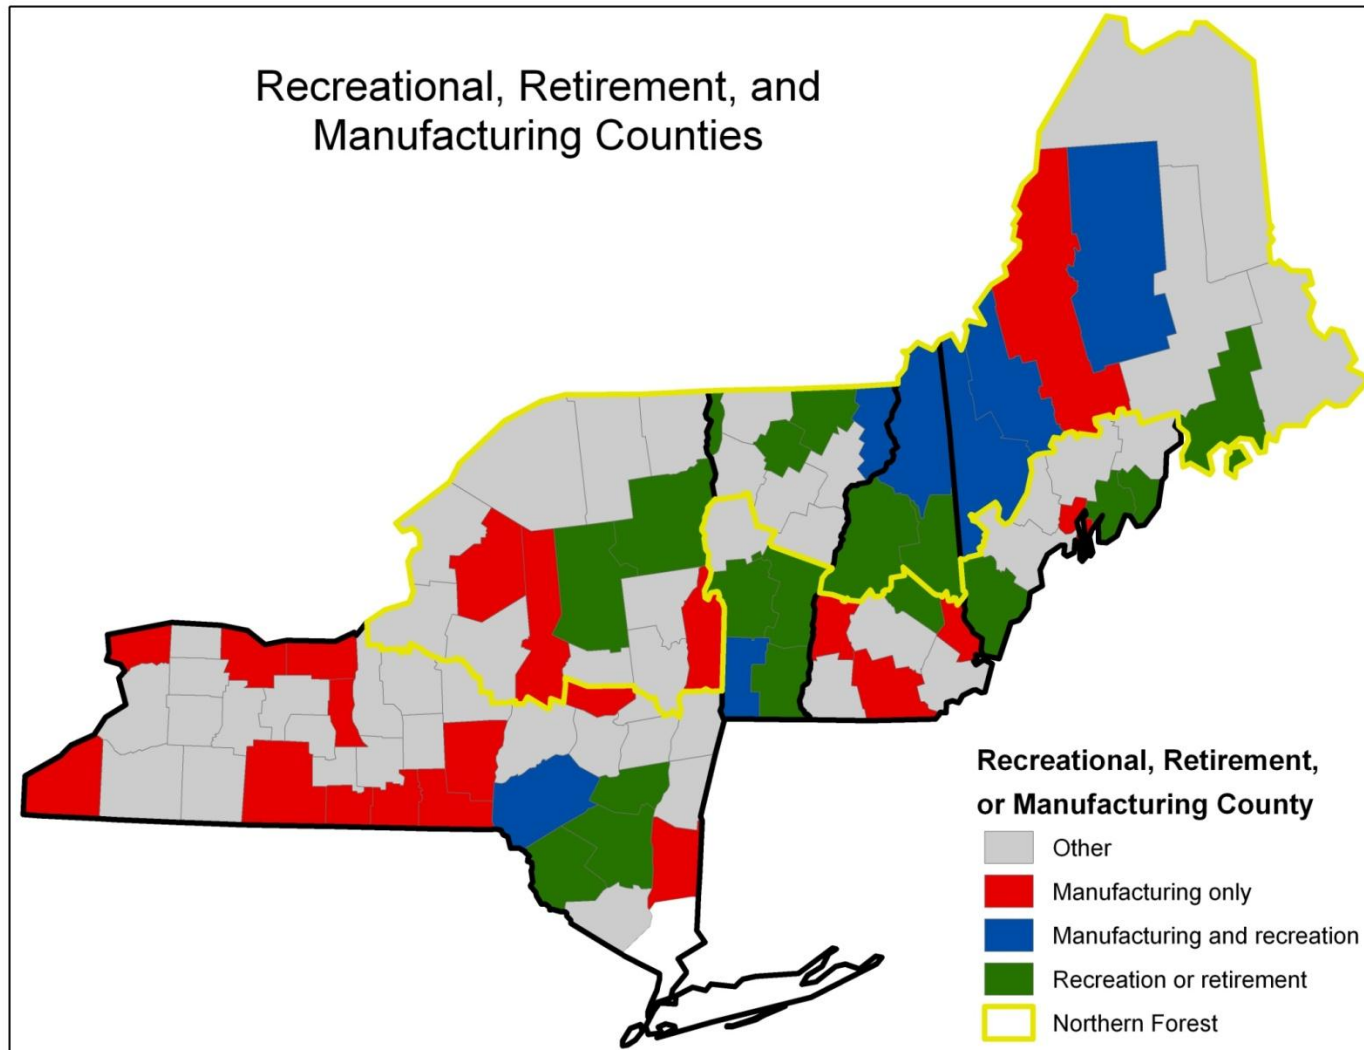 Recreational, Retirement, and
Manufacturing Counties
Recreational, Retirement,
or Manufacturing County
Other
Manufacturing only
Manufacturing and recreation
Recreation or retirement
Northern Forest